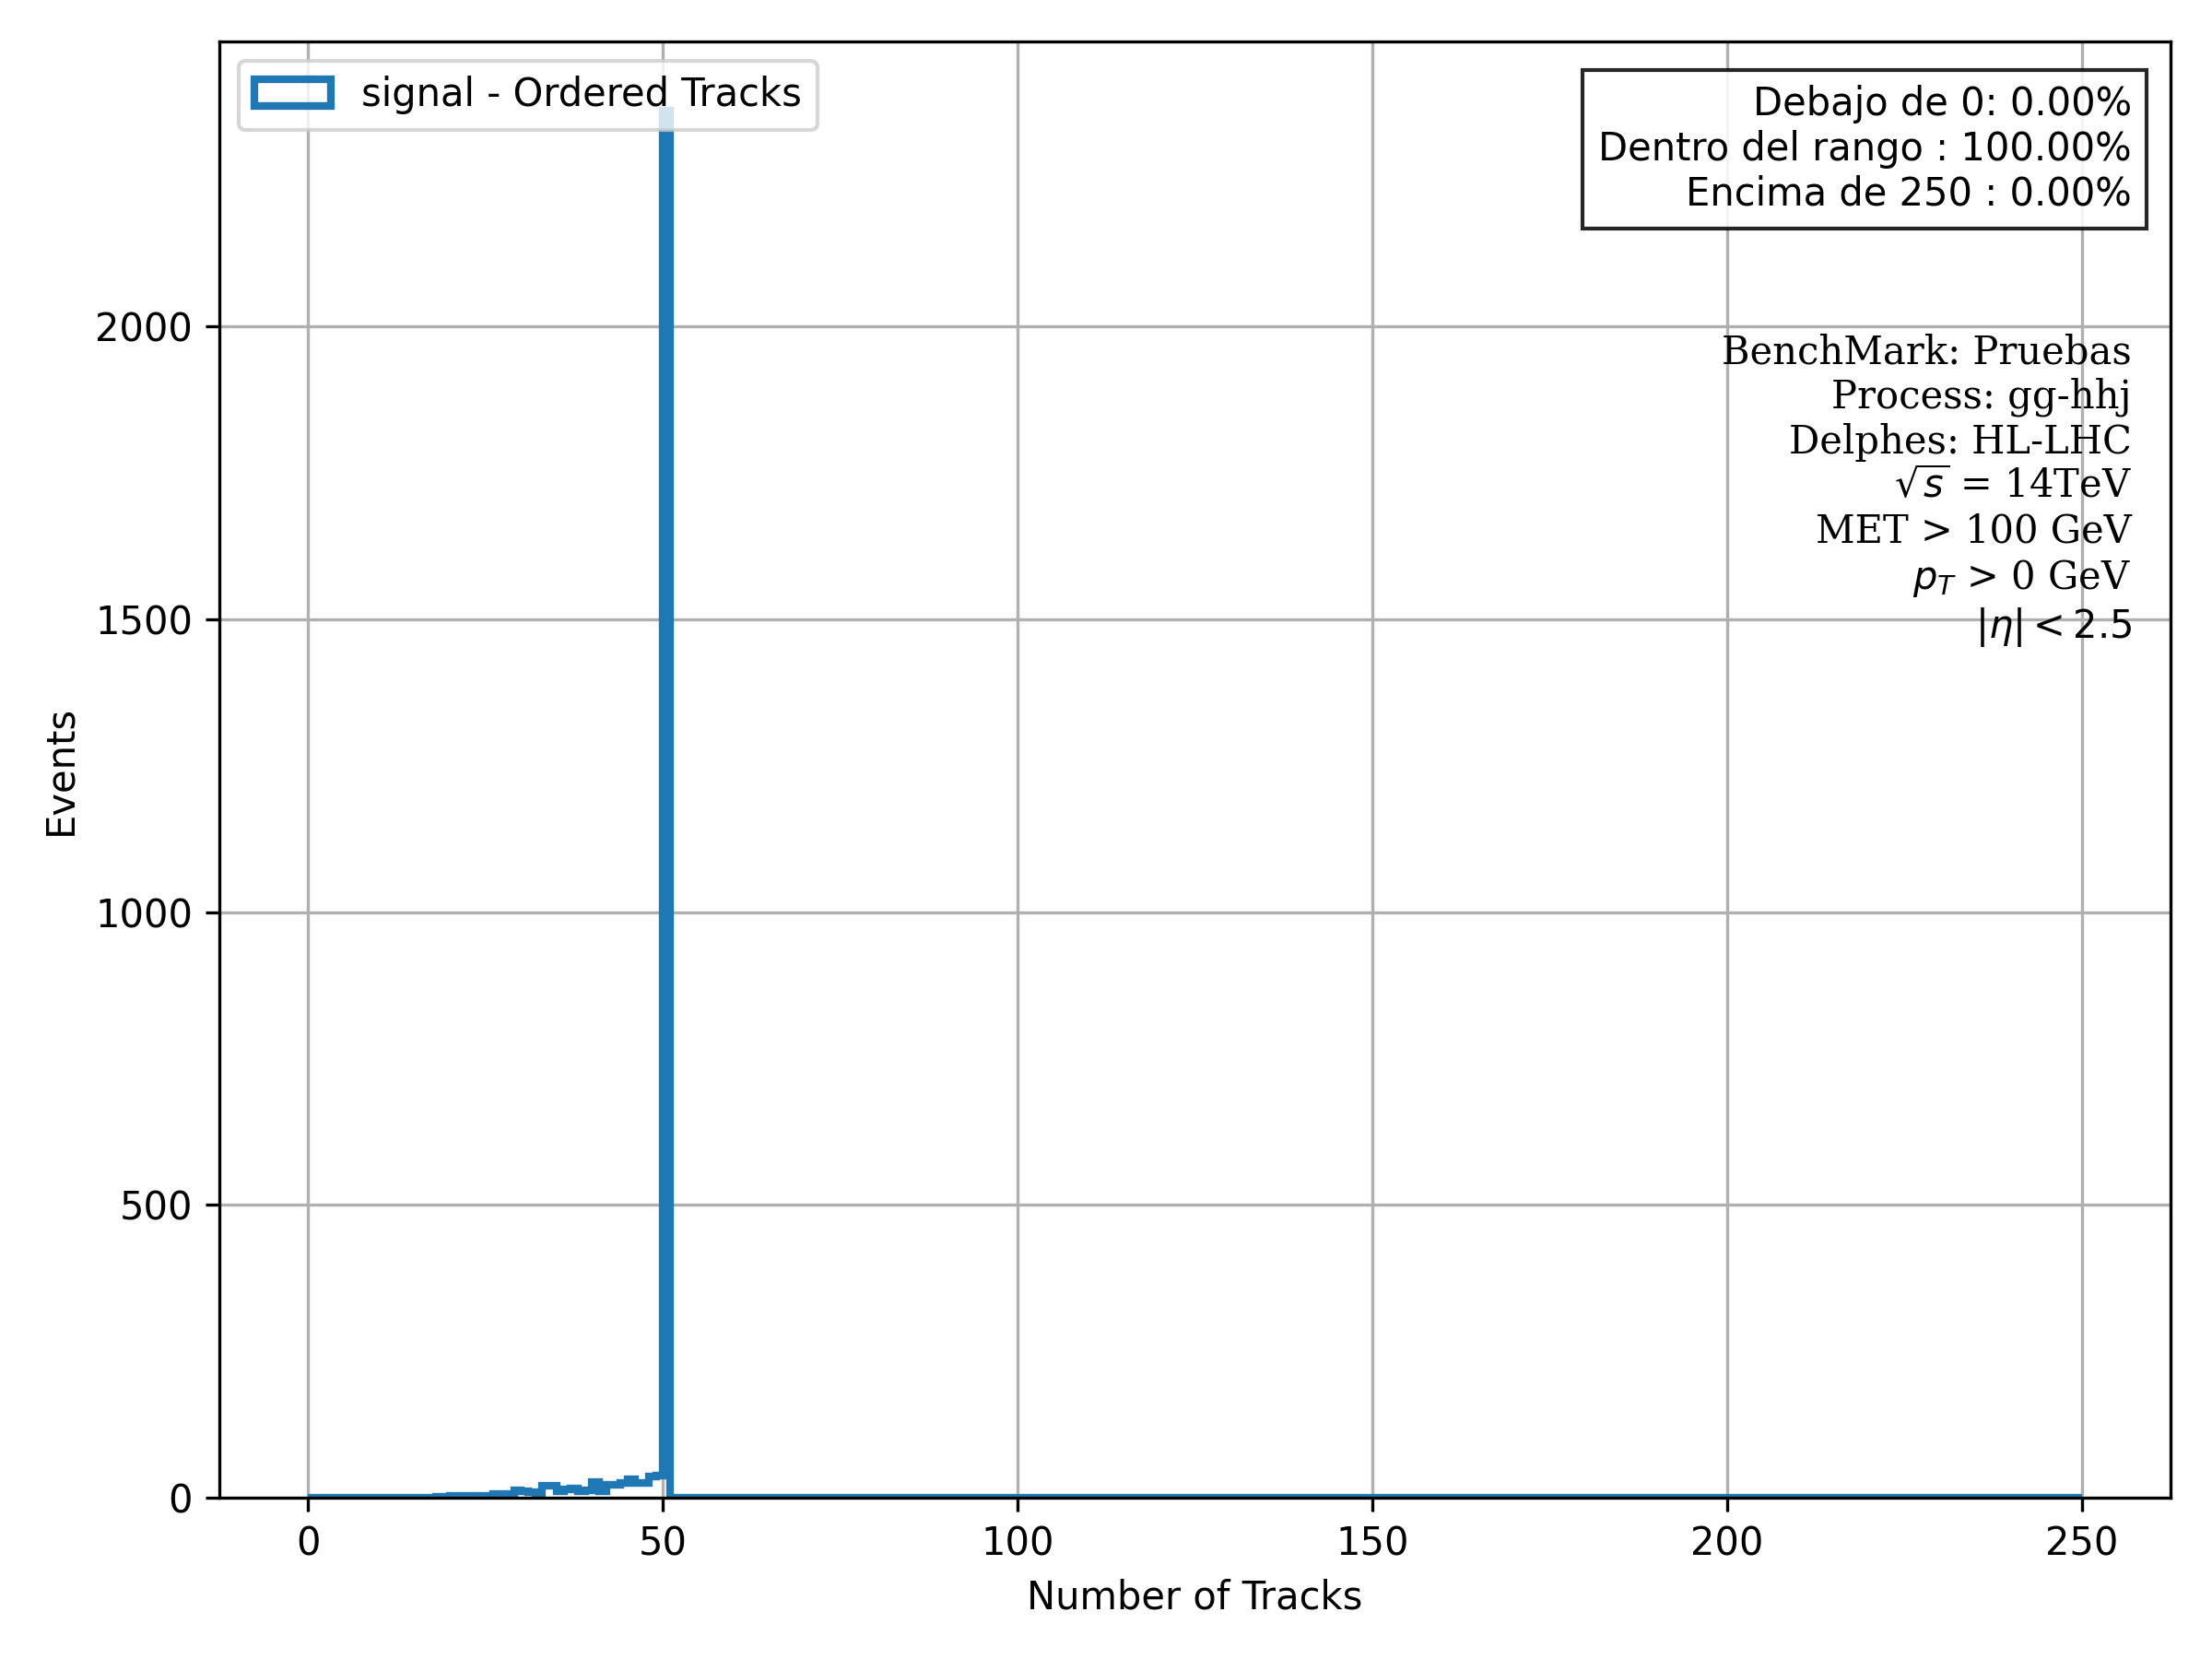 signal - Ordered Tracks
Debajo de 0: 0.00%
Dentro del rango : 100.00%
Encima de 250 : 0.00%
BenchMark: Pruebas
Process: gg-hhj
Delphes: HL-LHC
√s = 14TeV
MET > 100 GeV
p_T > 0 GeV
|η| < 2.5
2000
1500
1000
500
0
Events
0 50 100 150 200 250
Number of Tracks